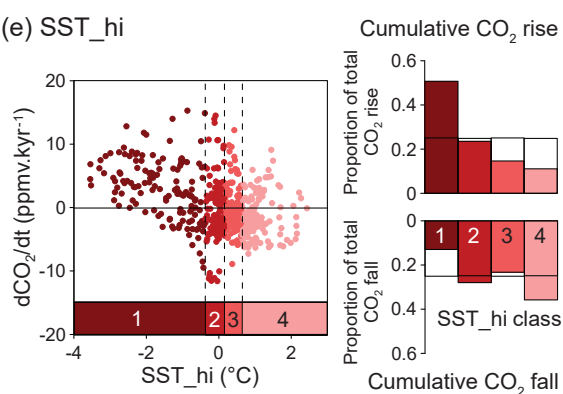 (e) SST_hi
Cumulative CO₂ rise
dCO₂/dt (ppmv.kyr⁻¹)
20
10
0
-10
-20
1 2 3 4
-4 -2 0 2
SST_hi (°C)
Proportion of total
CO₂ rise
0.6
0.4
0.2
0
Proportion of total
CO₂ fall
0
0.2
0.4
0.6
1 2 3 4
SST_hi class
Cumulative CO₂ fall